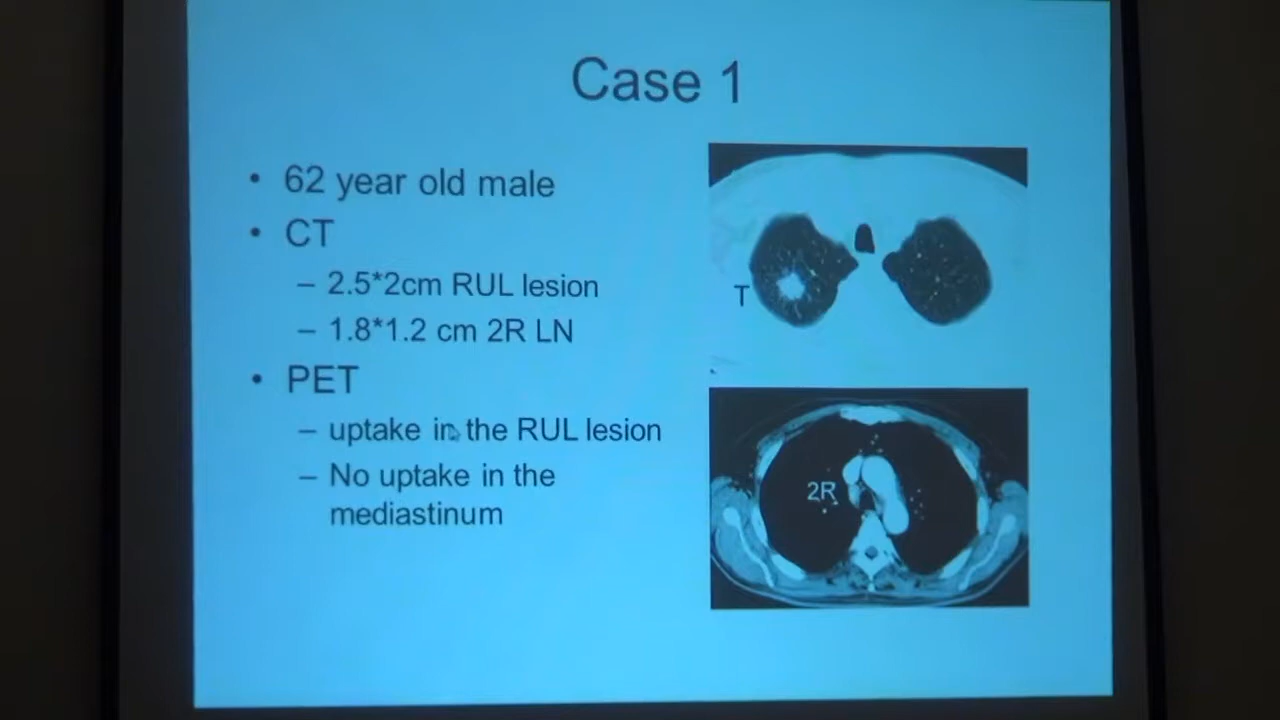 Case 1
• 62 year old male
• CT
– 2.5*2cm RUL lesion
– 1.8*1.2 cm 2R LN
• PET
– uptake in the RUL lesion
– No uptake in the
mediastinum
T
2R